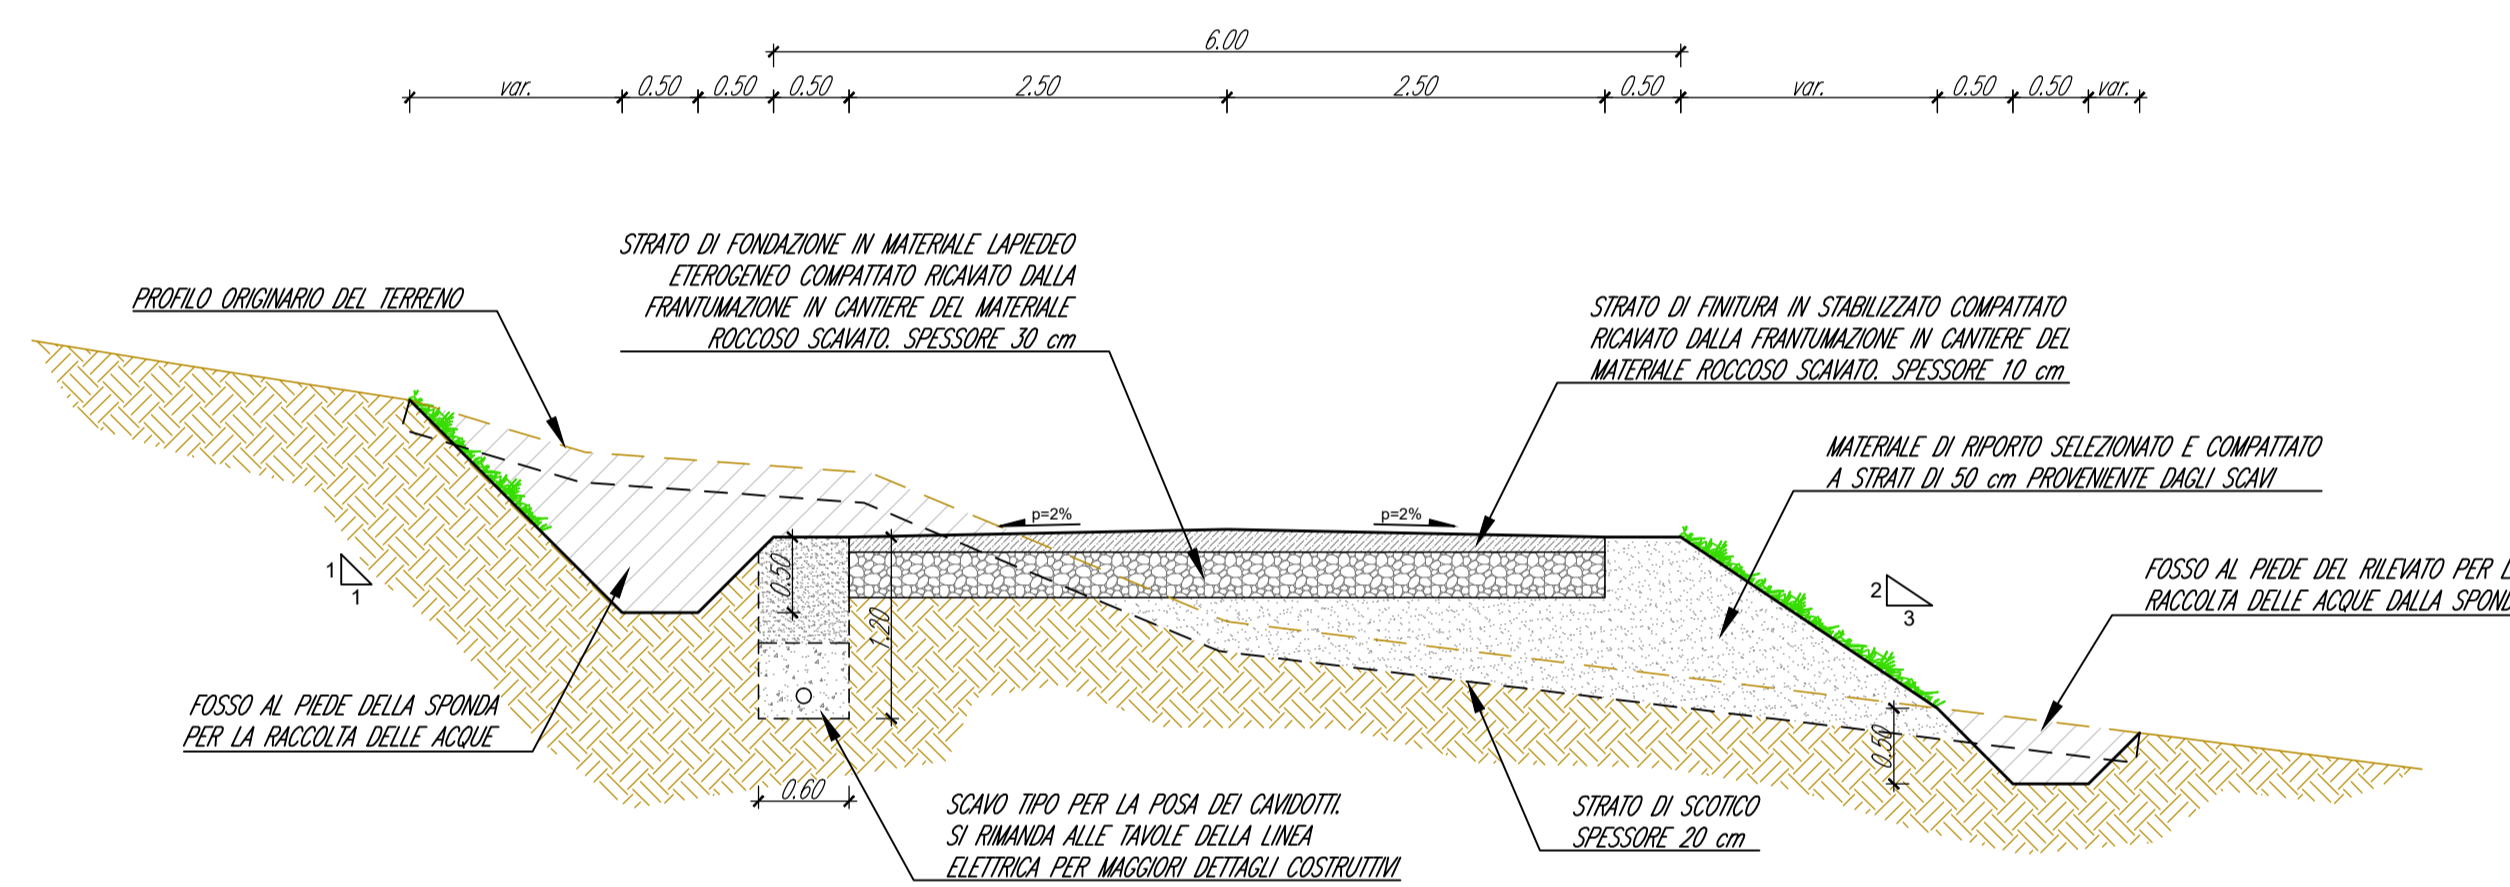 6.00
var. 0.50 0.50 0.50 2.50 2.50 0.50 var. 0.50 0.50 var.
STRATO DI FONDAZIONE IN MATERIALE LAPIEDEO
ETEROGENEO COMPATTATO RICAVATO DALLA
FRANTUMAZIONE IN CANTIERE DEL MATERIALE
ROCCOSO SCAVATO. SPESSORE 30 cm
PROFILO ORIGINARIO DEL TERRENO
STRATO DI FINITURA IN STABILIZZATO COMPATTATO
RICAVATO DALLA FRANTUMAZIONE IN CANTIERE DEL
MATERIALE ROCCOSO SCAVATO. SPESSORE 10 cm
MATERIALE DI RIPORTO SELEZIONATO E COMPATTATO
A STRATI DI 50 cm PROVENIENTE DAGLI SCAVI
p=2%
p=2%
1
1
0.50
1.20
2
3
FOSSO AL PIEDE DEL RILEVATO PER L
RACCOLTA DELLE ACQUE DALLA SPOND
FOSSO AL PIEDE DELLA SPONDA
PER LA RACCOLTA DELLE ACQUE
0.50
0.60
SCAVO TIPO PER LA POSA DEI CAVIDOTTI.
SI RIMANDA ALLE TAVOLE DELLA LINEA
ELETTRICA PER MAGGIORI DETTAGLI COSTRUTTIVI
STRATO DI SCOTICO
SPESSORE 20 cm